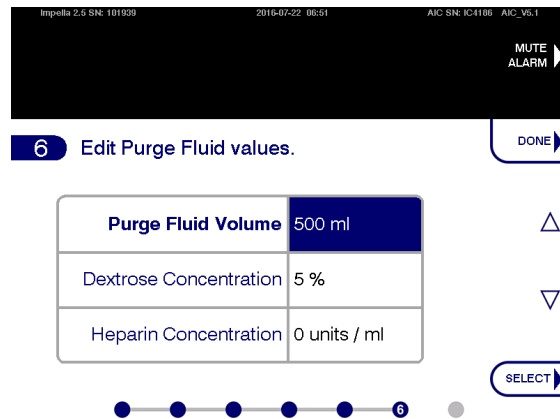 Impella 2.5 SN: 101939 2016-07-22 06:51 AIC SN: IC4186 AIC_V5.1
MUTE
ALARM
6 Edit Purge Fluid values.
DONE
Purge Fluid Volume 500 ml
Dextrose Concentration 5 %
Heparin Concentration 0 units / ml
SELECT
6